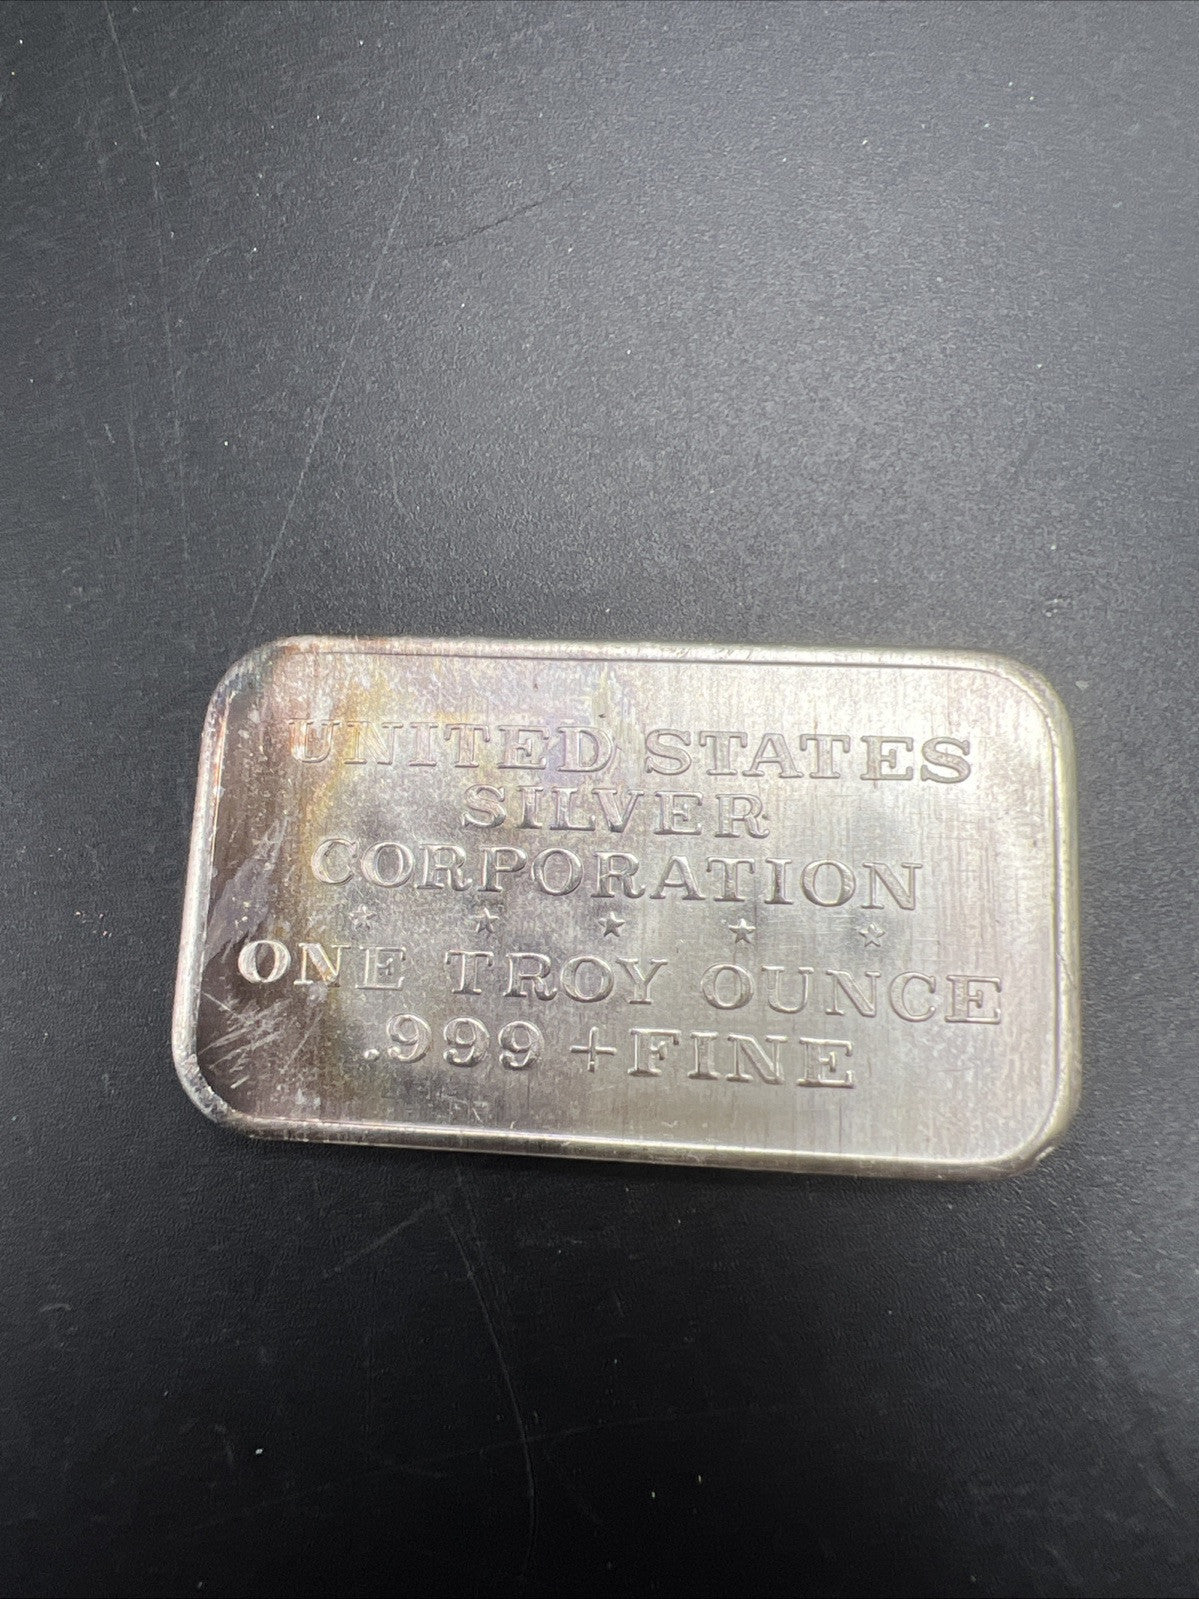 UNITED STATES
SILVER
CORPORATION
ONE TROY OUNCE
.999 + FINE